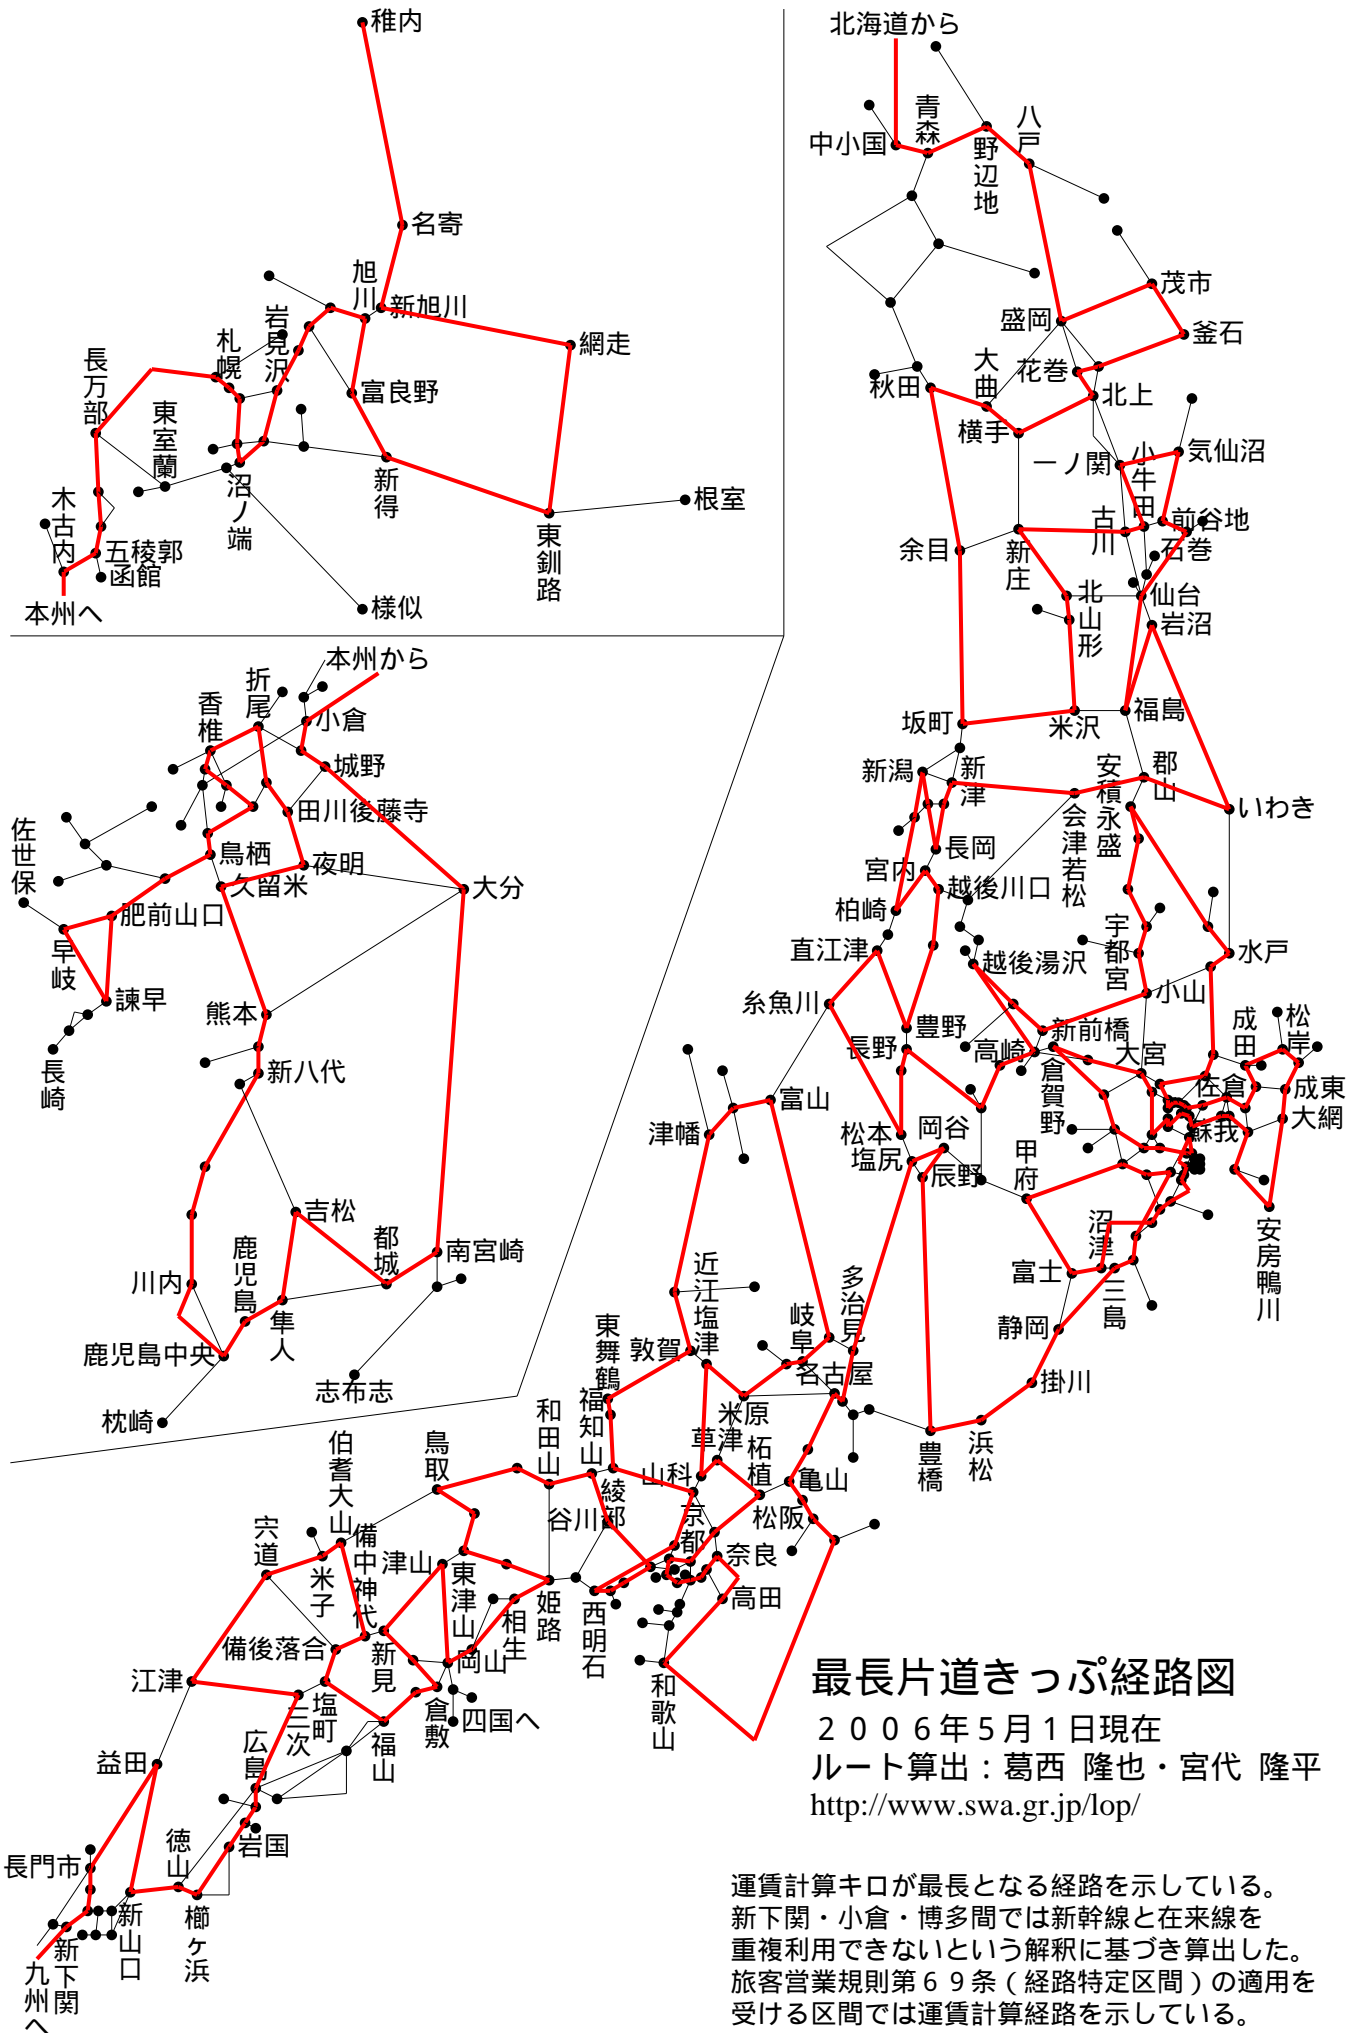 稚内
名寄
旭川
新旭川
岩見沢
札幌
網走
長万部
富良野
東室蘭
新得
根室
沼ノ端
木古内
東釧路
五稜郭
函館
様似
本州へ
北海道から
青森
中小国
野辺地
八戸
茂市
盛岡
釜石
花巻
大曲
秋田
北上
横手
一ノ関
小牛田
気仙沼
前谷地
古川
石巻
新庄
余目
北山形
仙台
岩沼
坂町
米沢
福島
新潟
新津
会津若松
安積永盛
郡山
いわき
長岡
宮内
越後川口
柏崎
直江津
越後湯沢
宇都宮
水戸
小山
糸魚川
豊野
長野
新前橋
高崎
倉賀野
大宮
成田
松岸
佐倉
成東
大網
蘇我
安房鴨川
富山
津幡
松本
塩尻
岡谷
辰野
甲府
沼津
富士
三島
静岡
掛川
浜松
豊橋
多治見
岐阜
名古屋
近江塩津
敦賀
東舞鶴
米原
草津
柘植
亀山
松阪
山科
京都
奈良
高田
和歌山
福知山
綾部
谷川
和田山
西明石
姫路
相生
鳥取
東津山
津山
岡山
倉敷
四国へ
伯耆大山
備中神代
新見
米子
宍道
備後落合
塩町
三次
福山
江津
広島
益田
岩国
徳山
櫛ヶ浜
長門市
新山口
新下関
九州へ
本州から
折尾
小倉
香椎
城野
田川後藤寺
佐世保
鳥栖
夜明
久留米
大分
肥前山口
早岐
諫早
長崎
熊本
新八代
吉松
都城
南宮崎
鹿児島
川内
隼人
鹿児島中央
志布志
枕崎
最長片道きっぷ経路図
２００６年５月１日現在
ルート算出：葛西 隆也・宮代 隆平
http://www.swa.gr.jp/lop/
運賃計算キロが最長となる経路を示している。
新下関・小倉・博多間では新幹線と在来線を
重複利用できないという解釈に基づき算出した。
旅客営業規則第６９条（経路特定区間）の適用を
受ける区間では運賃計算経路を示している。